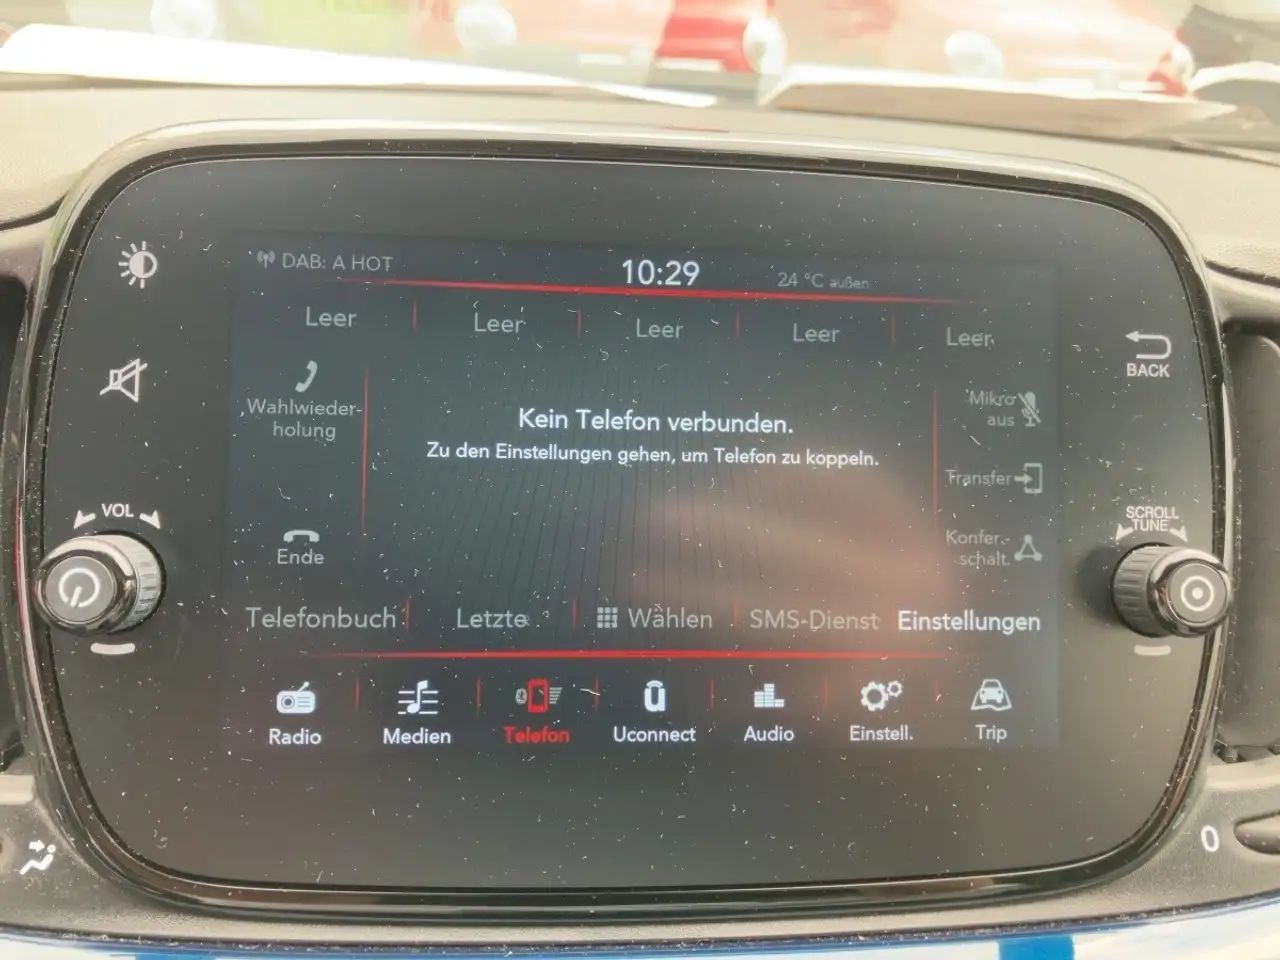 DAB: A HOT
10:29
24 °C außen
Leer
Leer
Leer
Leer
Leer
Wahlwieder-
holung
Kein Telefon verbunden.
Zu den Einstellungen gehen, um Telefon zu koppeln.
Mikro
aus
BACK
Transfer
VOL
SCROLL
TUNE
Ende
Konfer.-
schalt.
Telefonbuch
Letzte
Wählen
SMS-Dienst
Einstellungen
Radio
Medien
Telefon
Uconnect
Audio
Einstell.
Trip
0